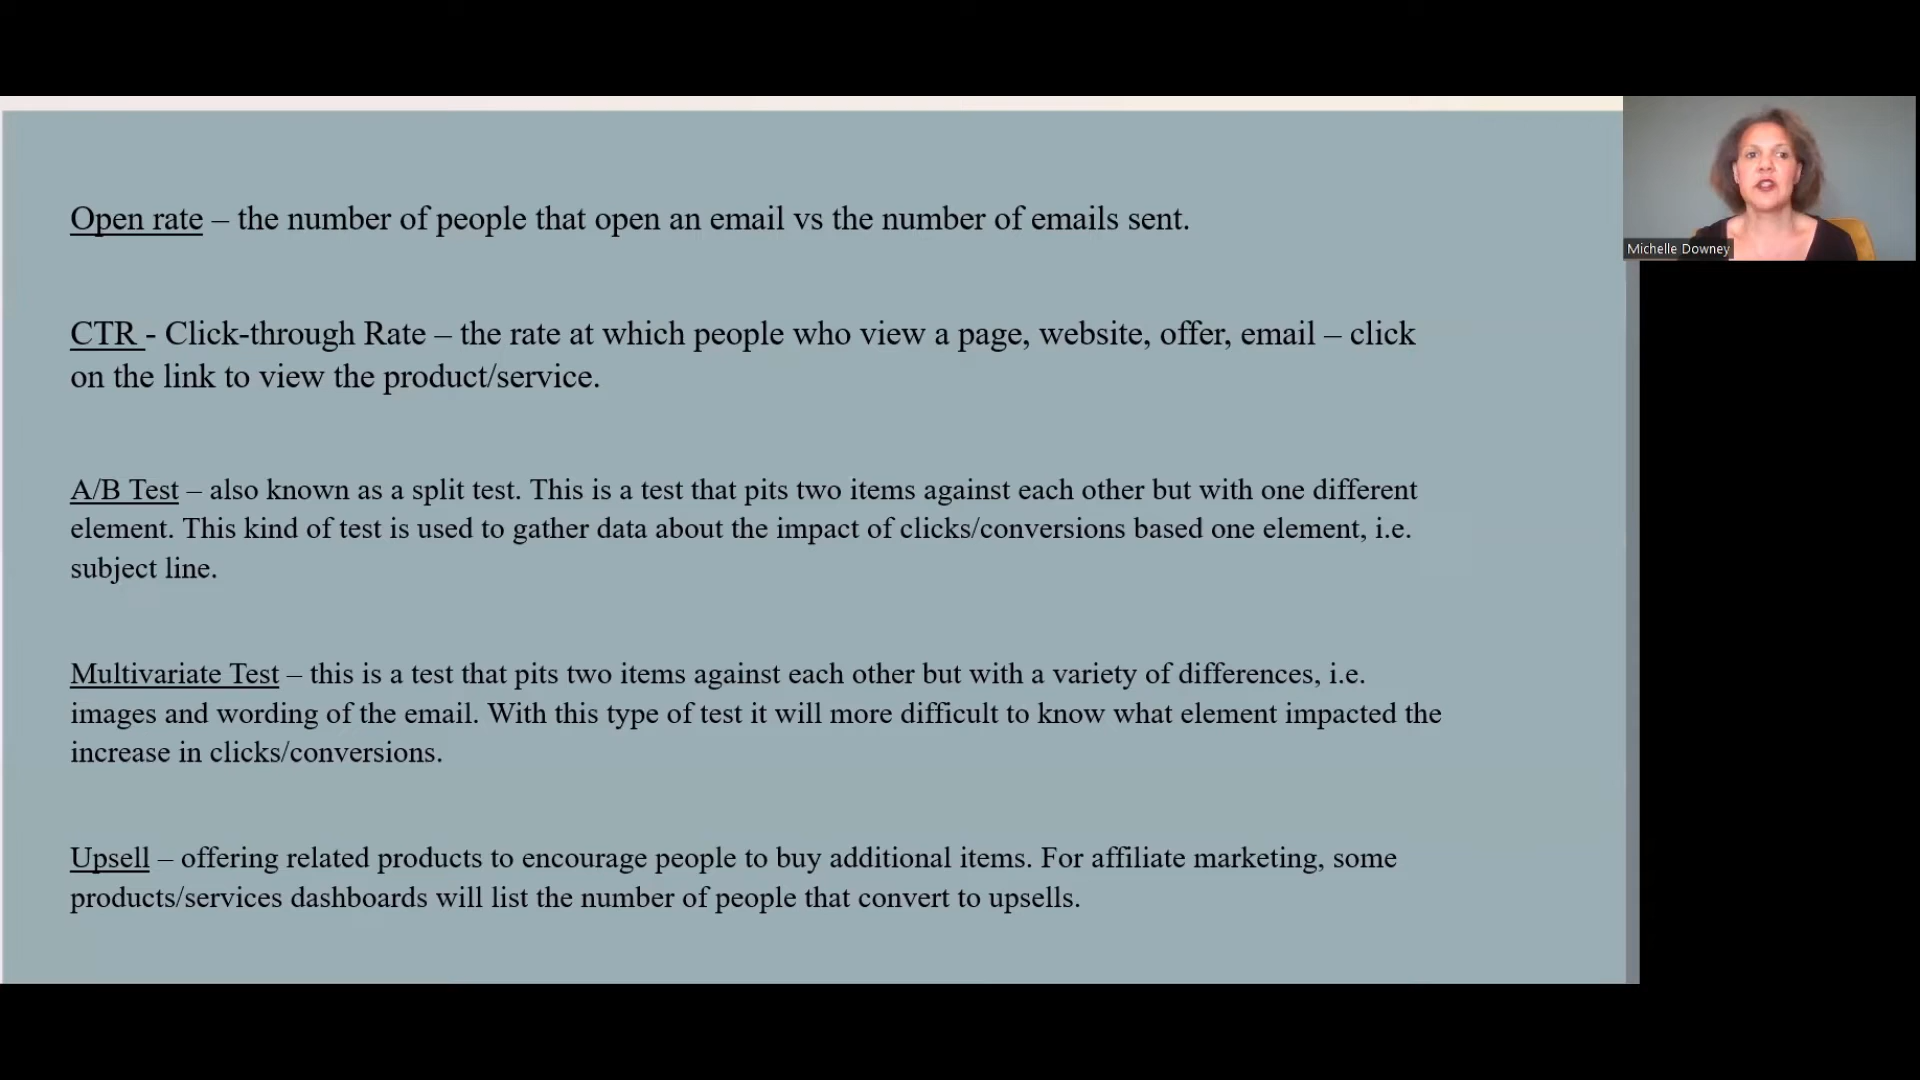 Open rate – the number of people that open an email vs the number of emails sent.
CTR - Click-through Rate – the rate at which people who view a page, website, offer, email – click
on the link to view the product/service.
A/B Test – also known as a split test. This is a test that pits two items against each other but with one different
element. This kind of test is used to gather data about the impact of clicks/conversions based one element, i.e.
subject line.
Multivariate Test – this is a test that pits two items against each other but with a variety of differences, i.e.
images and wording of the email. With this type of test it will more difficult to know what element impacted the
increase in clicks/conversions.
Upsell – offering related products to encourage people to buy additional items. For affiliate marketing, some
products/services dashboards will list the number of people that convert to upsells.
Michelle Downey